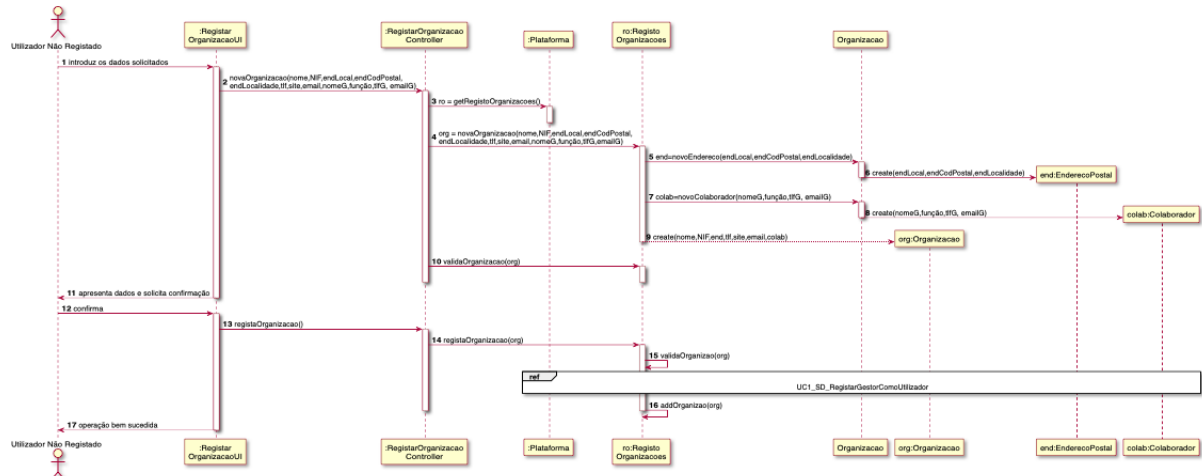 Utilizador Não Registado
:Registar
OrganizacaoUI
:RegistarOrganizacao
Controller
:Plataforma
ro:Registo
Organizacoes
Organizacao
1 introduz os dados solicitados
2 novaOrganizacao(nome,NIF,endLocal,endCodPostal,
endLocalidade,tlf,site,email,nomeG,função,tlfG, emailG)
3 ro = getRegistoOrganizacoes()
4 org = novaOrganizacao(nome,NIF,endLocal,endCodPostal,
endLocalidade,tlf,site,email,nomeG,função,tlfG,emailG)
5 end=novoEndereco(endLocal,endCodPostal,endLocalidade)
6 create(endLocal,endCodPostal,endLocalidade)
end:EnderecoPostal
7 colab=novoColaborador(nomeG,função,tlfG, emailG)
8 create(nomeG,função,tlfG, emailG)
colab:Colaborador
9 create(nome,NIF,end,tlf,site,email,colab)
org:Organizacao
10 validaOrganizacao(org)
11 apresenta dados e solicita confirmação
12 confirma
13 registaOrganizacao()
14 registaOrganizacao(org)
15 validaOrganizao(org)
ref
UC1_SD_RegistarGestorComoUtilizador
16 addOrganizao(org)
17 operação bem sucedida
Utilizador Não Registado
:Registar
OrganizacaoUI
:RegistarOrganizacao
Controller
:Plataforma
ro:Registo
Organizacoes
Organizacao
org:Organizacao
end:EnderecoPostal
colab:Colaborador